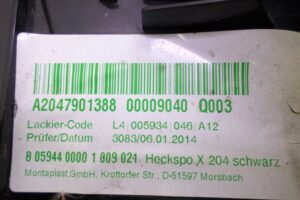 A2047901388 00009040 Q003
Lackier-Code L4 005934 046 A12
Prüfer/Datum 3083/06.01.2014
8 05944 0000 1 809 021 Heckspo.X 204 schwarz
Montaplast GmbH, Krottorfer Str., D-51597 Morsbach